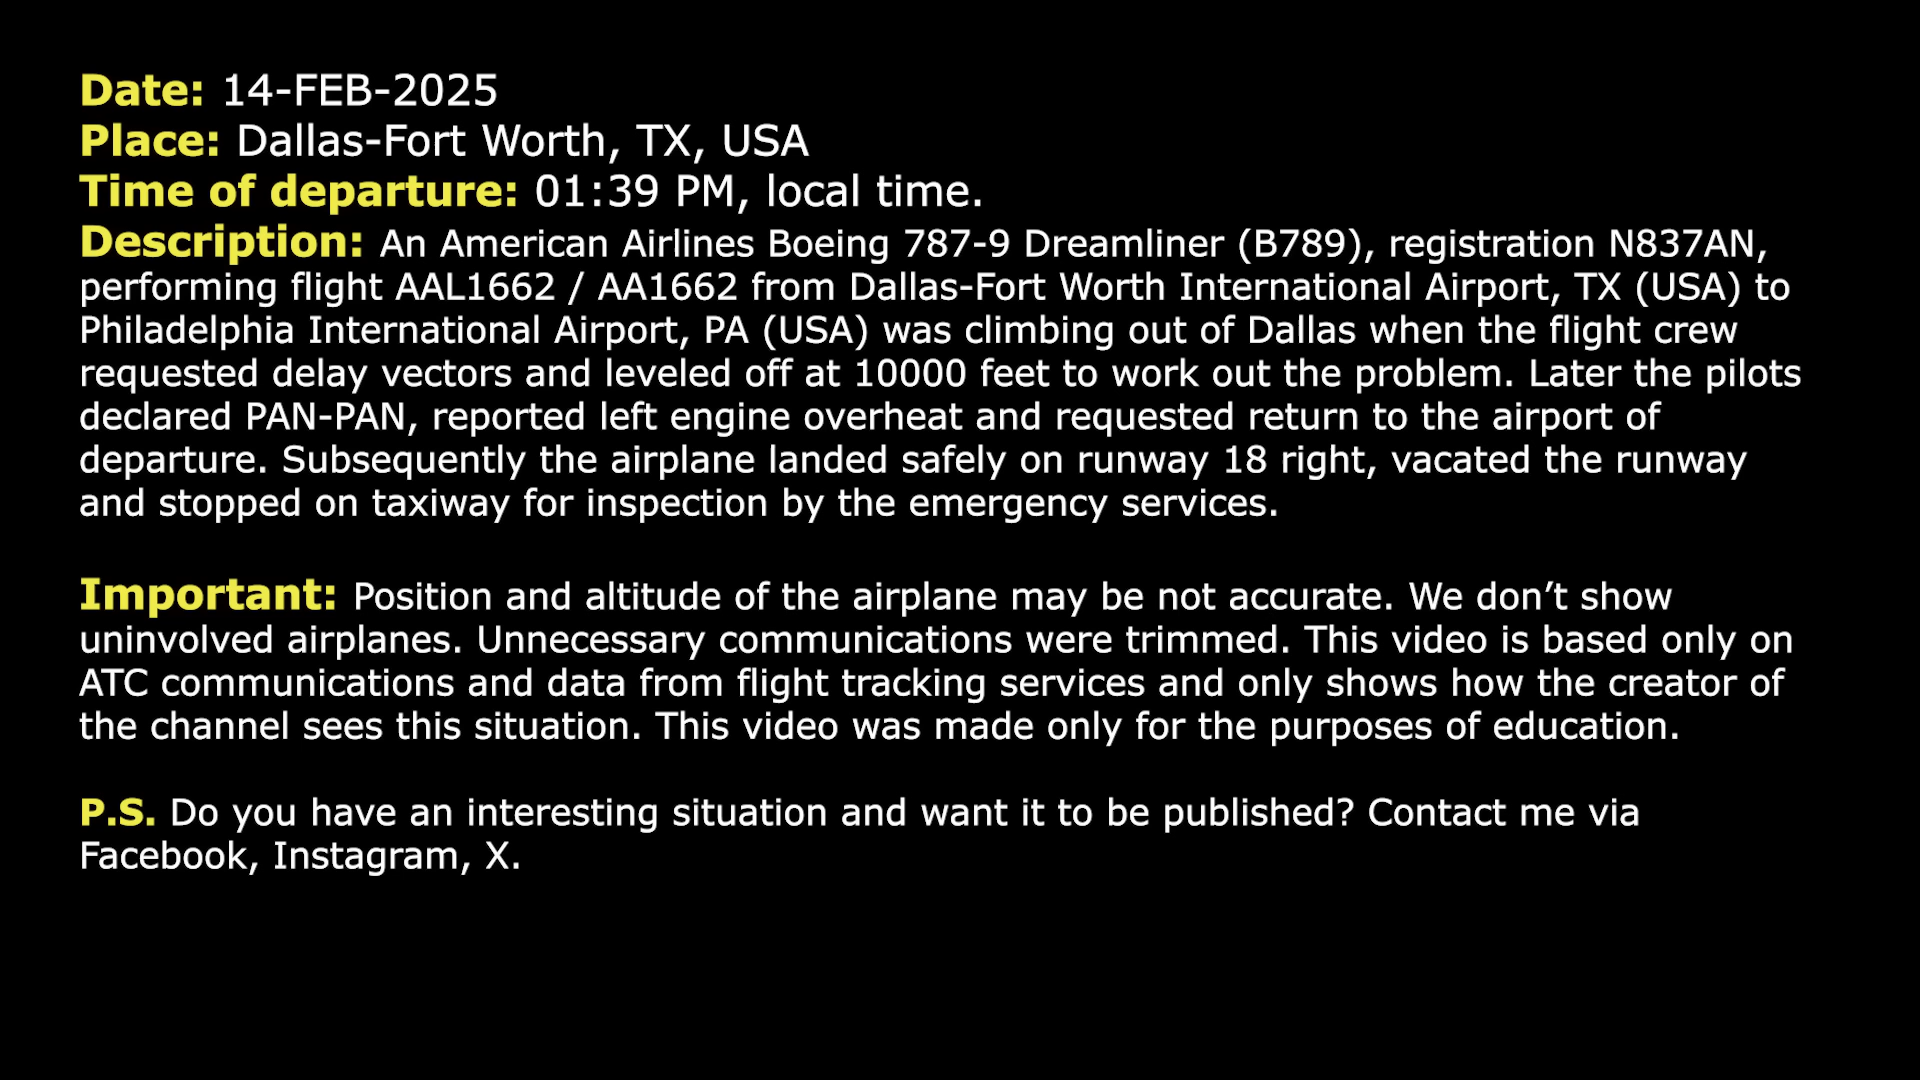 Date: 14-FEB-2025
Place: Dallas-Fort Worth, TX, USA
Time of departure: 01:39 PM, local time.
Description: An American Airlines Boeing 787-9 Dreamliner (B789), registration N837AN,
performing flight AAL1662 / AA1662 from Dallas-Fort Worth International Airport, TX (USA) to
Philadelphia International Airport, PA (USA) was climbing out of Dallas when the flight crew
requested delay vectors and leveled off at 10000 feet to work out the problem. Later the pilots
declared PAN-PAN, reported left engine overheat and requested return to the airport of
departure. Subsequently the airplane landed safely on runway 18 right, vacated the runway
and stopped on taxiway for inspection by the emergency services.
Important: Position and altitude of the airplane may be not accurate. We don’t show
uninvolved airplanes. Unnecessary communications were trimmed. This video is based only on
ATC communications and data from flight tracking services and only shows how the creator of
the channel sees this situation. This video was made only for the purposes of education.
P.S. Do you have an interesting situation and want it to be published? Contact me via
Facebook, Instagram, X.